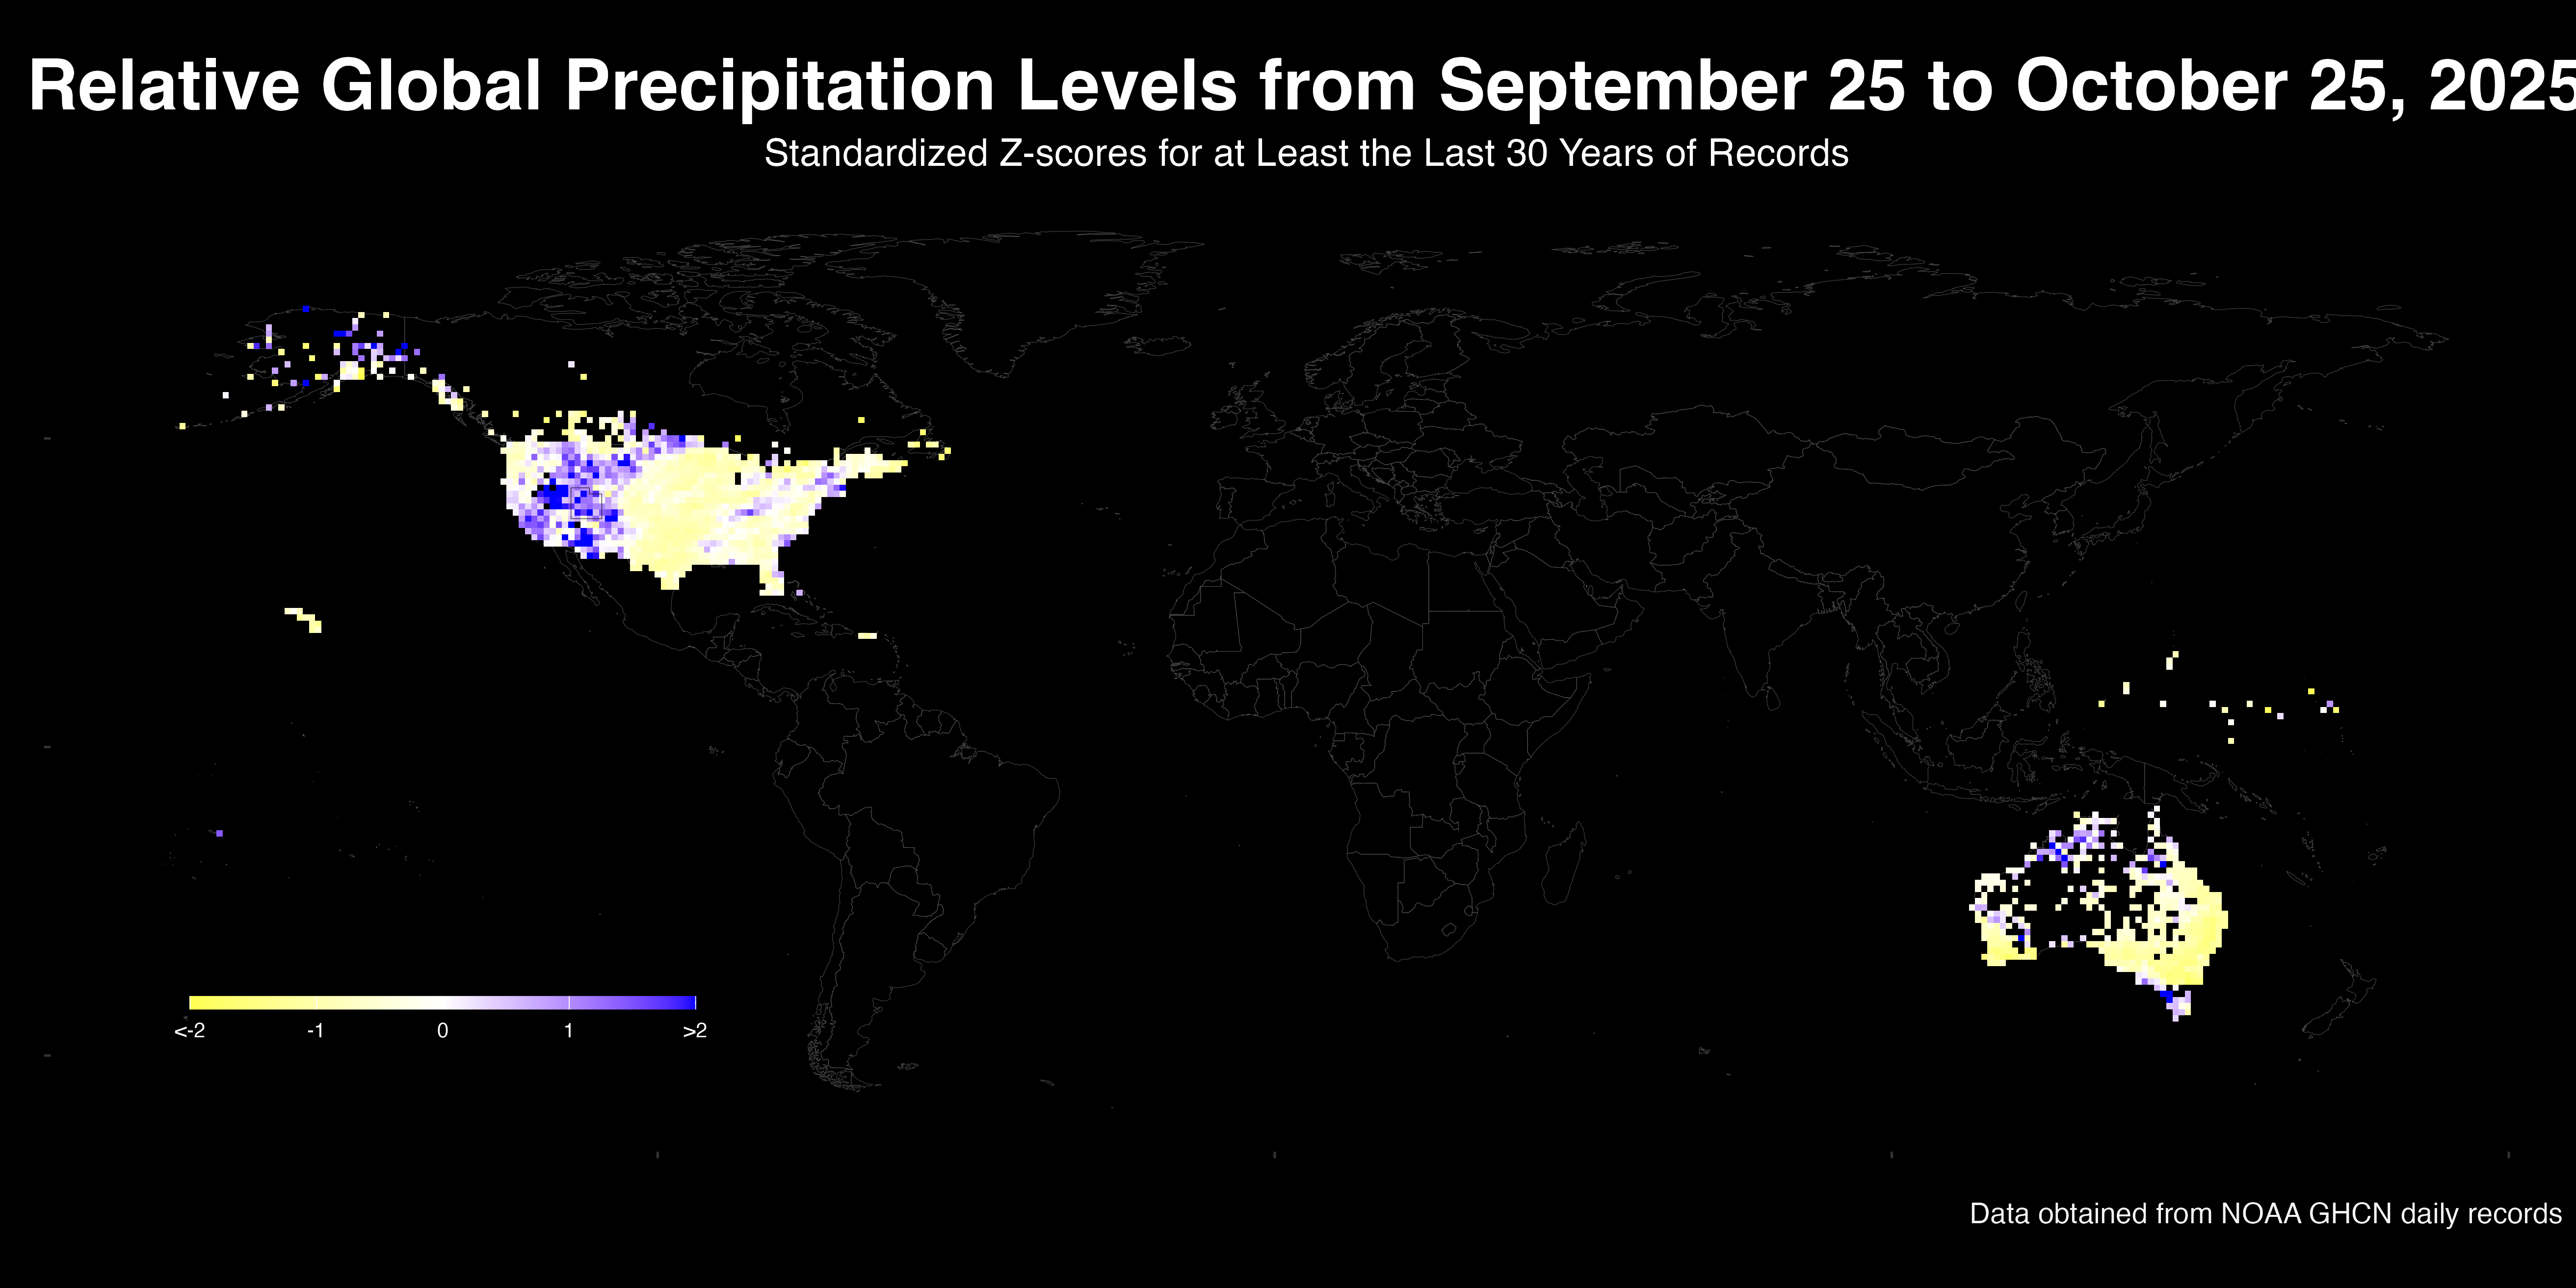 Relative Global Precipitation Levels from September 25 to October 25, 2025
Standardized Z-scores for at Least the Last 30 Years of Records
<-2 -1 0 1 >2
Data obtained from NOAA GHCN daily records